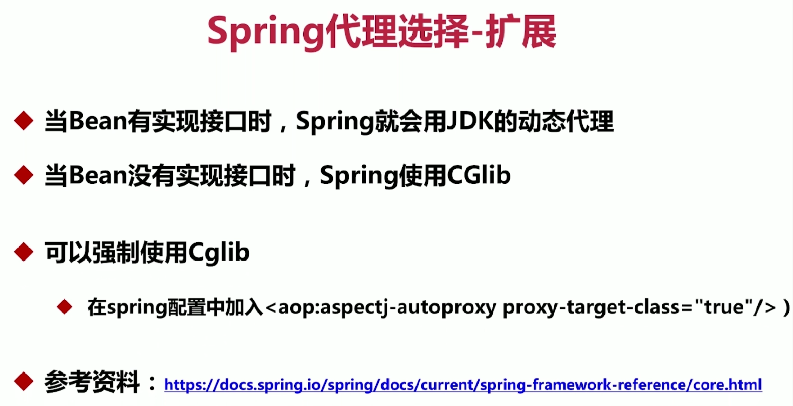 Spring代理选择-扩展
当Bean有实现接口时，Spring就会用JDK的动态代理
当Bean没有实现接口时，Spring使用CGlib
可以强制使用Cglib
在spring配置中加入<aop:aspectj-autoproxy proxy-target-class="true"/>）
参考资料：https://docs.spring.io/spring/docs/current/spring-framework-reference/core.html